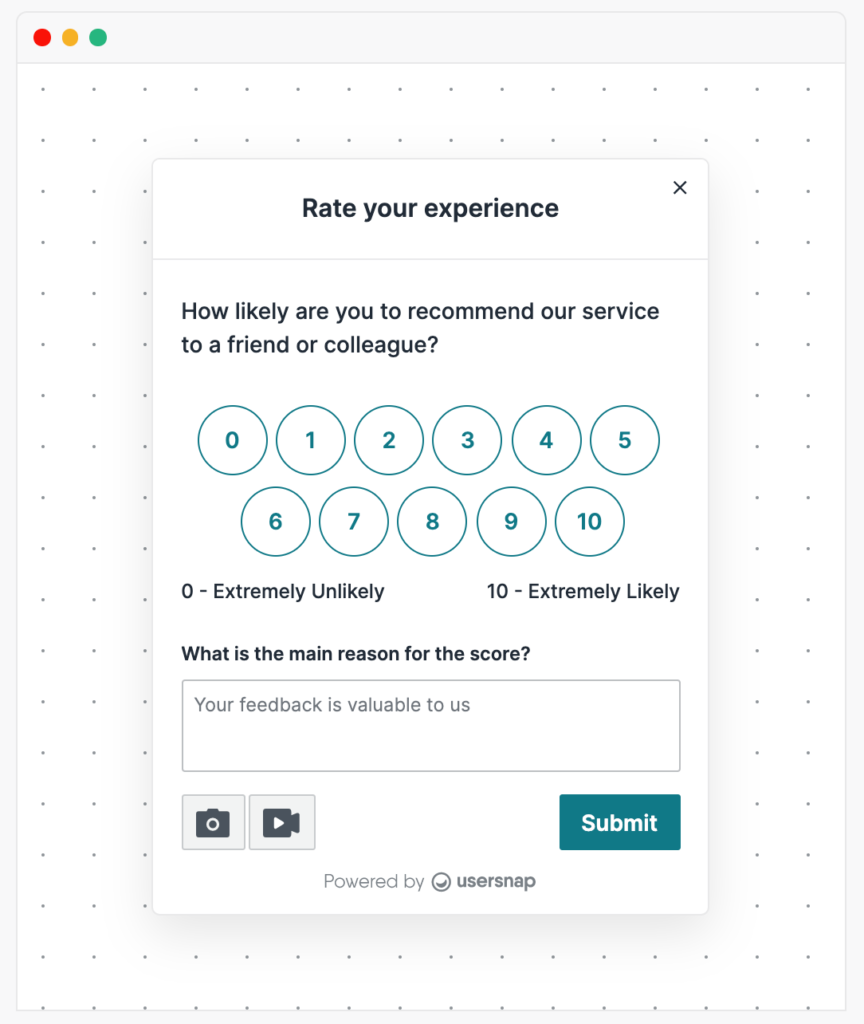 Rate your experience
How likely are you to recommend our service
to a friend or colleague?
0 1 2 3 4 5
6 7 8 9 10
0 - Extremely Unlikely 10 - Extremely Likely
What is the main reason for the score?
Your feedback is valuable to us
Submit
Powered by usersnap